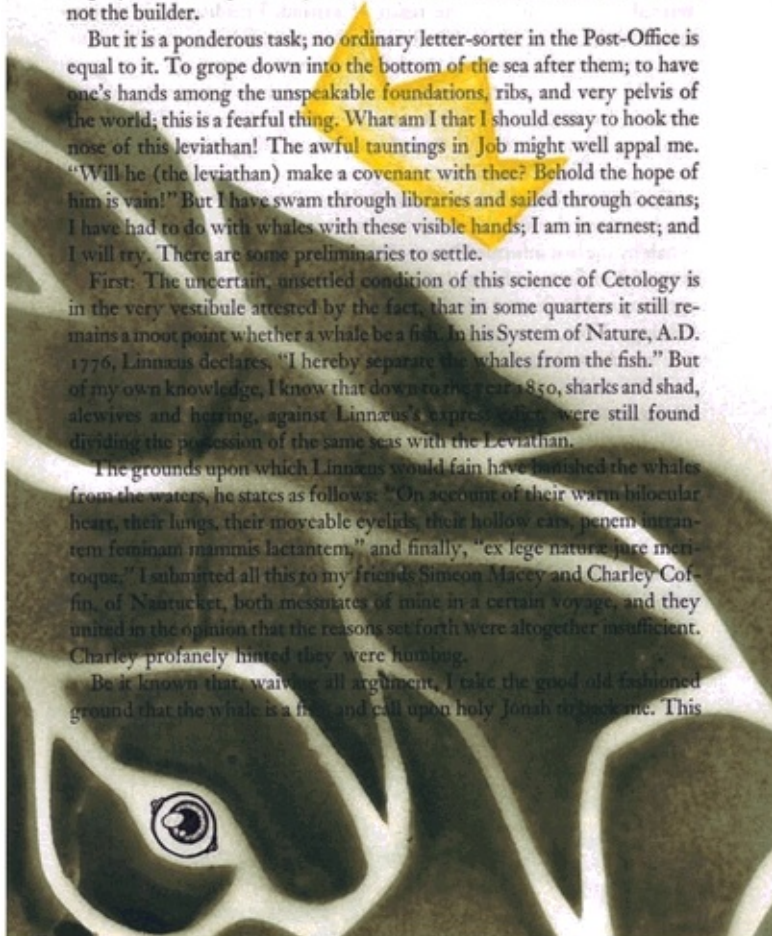 not the builder.
But it is a ponderous task; no ordinary letter-sorter in the Post-Office is
equal to it. To grope down into the bottom of the sea after them; to have
one's hands among the unspeakable foundations, ribs, and very pelvis of
the world; this is a fearful thing. What am I that I should essay to hook the
nose of this leviathan! The awful tauntings in Job might well appal me.
“Will he (the leviathan) make a covenant with thee? Behold the hope of
him is vain!” But I have swam through libraries and sailed through oceans;
I have had to do with whales with these visible hands; I am in earnest; and
I will try. There are some preliminaries to settle.
First: The uncertain, unsettled condition of this science of Cetology is
in the very vestibule attested by the fact, that in some quarters it still re-
mains a moot point whether a whale be a fish. In his System of Nature, A.D.
1776, Linnæus declares, “I hereby separate the whales from the fish.” But
of my own knowledge, I know that down to the year 1850, sharks and shad,
alewives and herring, against Linnæus's express edict, were still found
dividing the possession of the same seas with the Leviathan.
The grounds upon which Linnæus would fain have banished the whales
from the waters, he states as follows: “On account of their warm bilocular
heart, their lungs, their moveable eyelids, their hollow ears, penem intran-
tem feminam mammis lactantem,” and finally, “ex lege naturæ jure meri-
toque.” I submitted all this to my friends Simeon Macey and Charley Cof-
fin, of Nantucket, both messmates of mine in a certain voyage, and they
united in the opinion that the reasons set forth were altogether insufficient.
Charley profanely hinted they were humbug.
Be it known that, waiving all argument, I take the good old fashioned
ground that the whale is a and call upon holy Jonah to back me. This